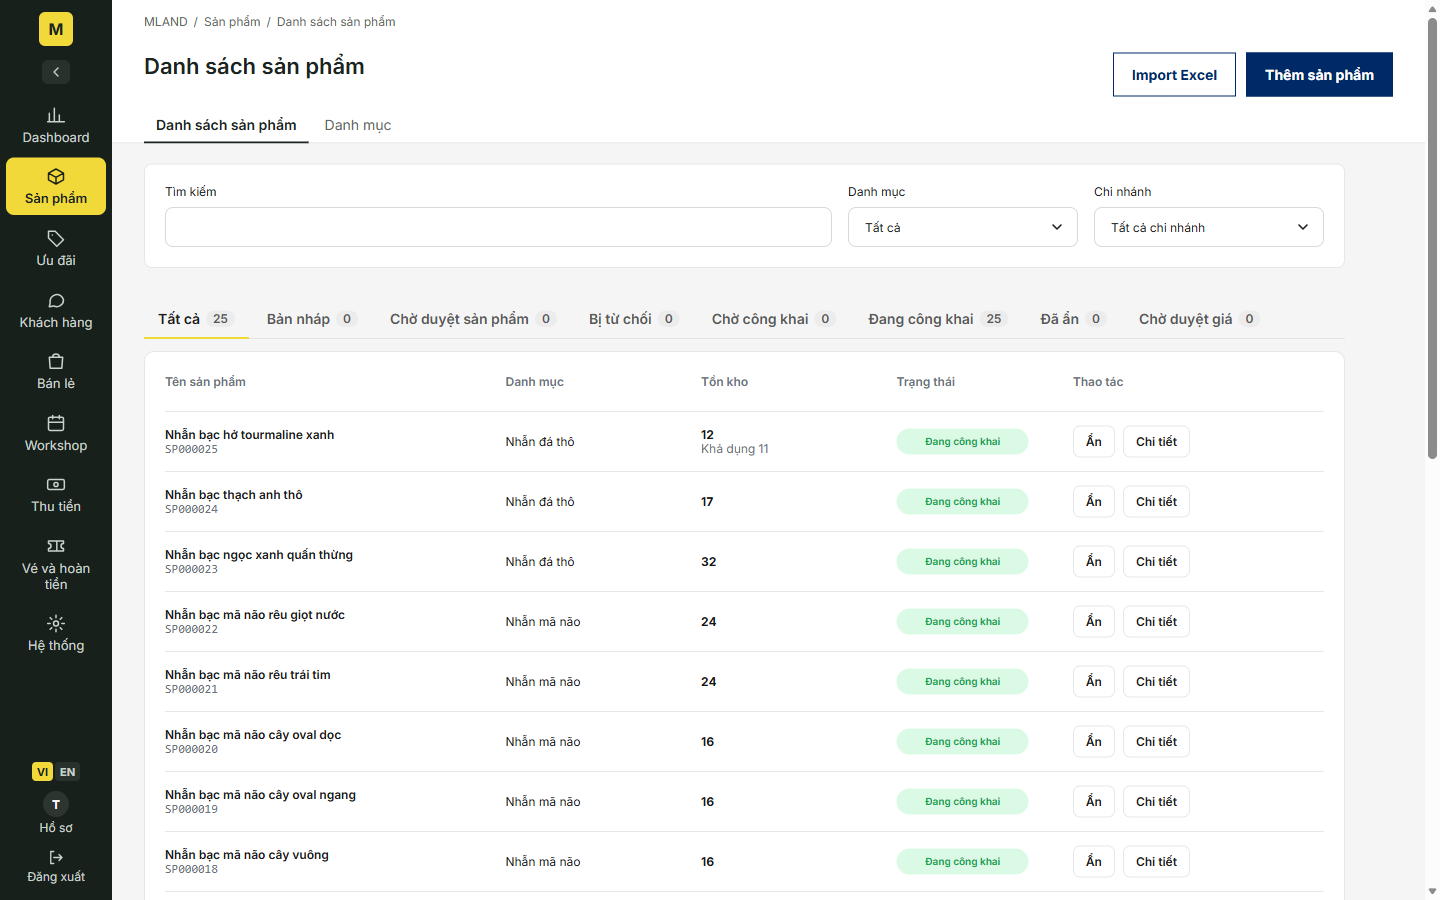 M
Dashboard
Sản phẩm
Ưu đãi
Khách hàng
Bán lẻ
Workshop
Thu tiền
Vé và hoàn
tiền
Hệ thống
VI EN
T
Hồ sơ
Đăng xuất
MLAND / Sản phẩm / Danh sách sản phẩm
Danh sách sản phẩm
Import Excel
Thêm sản phẩm
Danh sách sản phẩm Danh mục
Tìm kiếm
Danh mục
Tất cả
Chi nhánh
Tất cả chi nhánh
Tất cả 25 Bản nháp 0 Chờ duyệt sản phẩm 0 Bị từ chối 0 Chờ công khai 0 Đang công khai 25 Đã ẩn 0 Chờ duyệt giá 0
Tên sản phẩm Danh mục Tồn kho Trạng thái Thao tác
Nhẫn bạc hở tourmaline xanh
SP000025
Nhẫn đá thô
12
Khả dụng 11
Đang công khai
Ẩn Chi tiết
Nhẫn bạc thạch anh thô
SP000024
Nhẫn đá thô
17
Đang công khai
Ẩn Chi tiết
Nhẫn bạc ngọc xanh quấn thừng
SP000023
Nhẫn đá thô
32
Đang công khai
Ẩn Chi tiết
Nhẫn bạc mã não rêu giọt nước
SP000022
Nhẫn mã não
24
Đang công khai
Ẩn Chi tiết
Nhẫn bạc mã não rêu trái tim
SP000021
Nhẫn mã não
24
Đang công khai
Ẩn Chi tiết
Nhẫn bạc mã não cây oval dọc
SP000020
Nhẫn mã não
16
Đang công khai
Ẩn Chi tiết
Nhẫn bạc mã não cây oval ngang
SP000019
Nhẫn mã não
16
Đang công khai
Ẩn Chi tiết
Nhẫn bạc mã não cây vuông
SP000018
Nhẫn mã não
16
Đang công khai
Ẩn Chi tiết